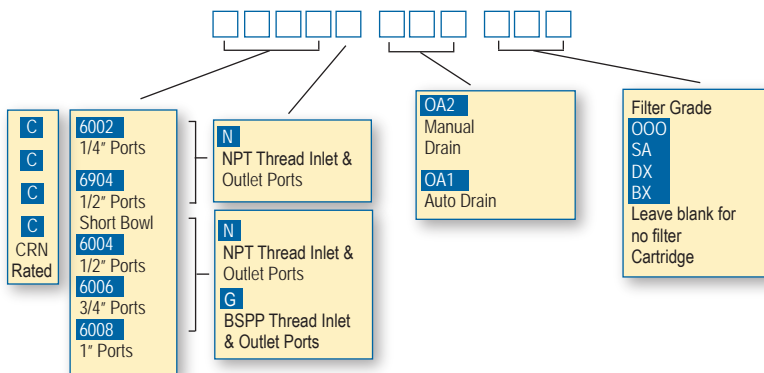 C
C
C
C
CRN
Rated
6002
1/4" Ports
6904
1/2" Ports
Short Bowl
6004
1/2" Ports
6006
3/4" Ports
6008
1" Ports
N
NPT Thread Inlet &
Outlet Ports
N
NPT Thread Inlet &
Outlet Ports
G
BSPP Thread Inlet
& Outlet Ports
OA2
Manual
Drain
OA1
Auto Drain
Filter Grade
OOO
SA
DX
BX
Leave blank for
no filter
Cartridge